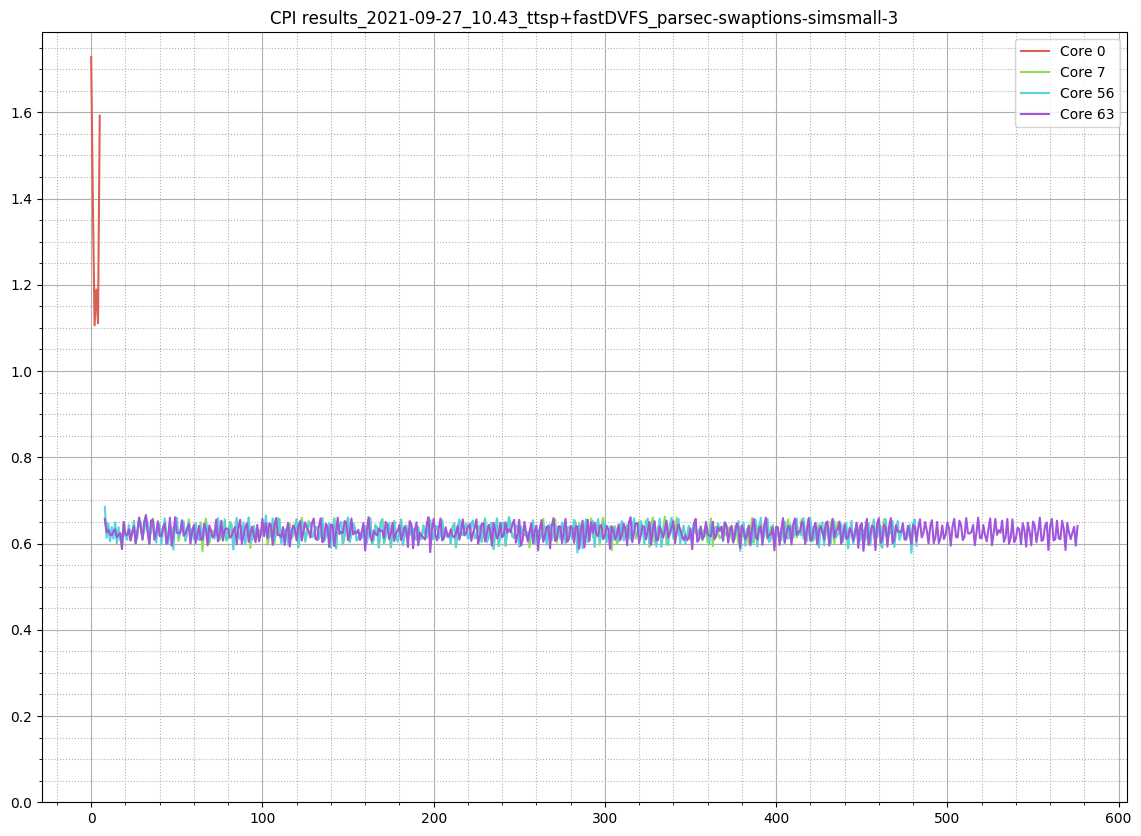 CPI results_2021-09-27_10.43_ttsp+fastDVFS_parsec-swaptions-simsmall-3
Core 0
Core 7
Core 56
Core 63
1.6
1.4
1.2
1.0
0.8
0.6
0.4
0.2
0.0
0 100 200 300 400 500 600